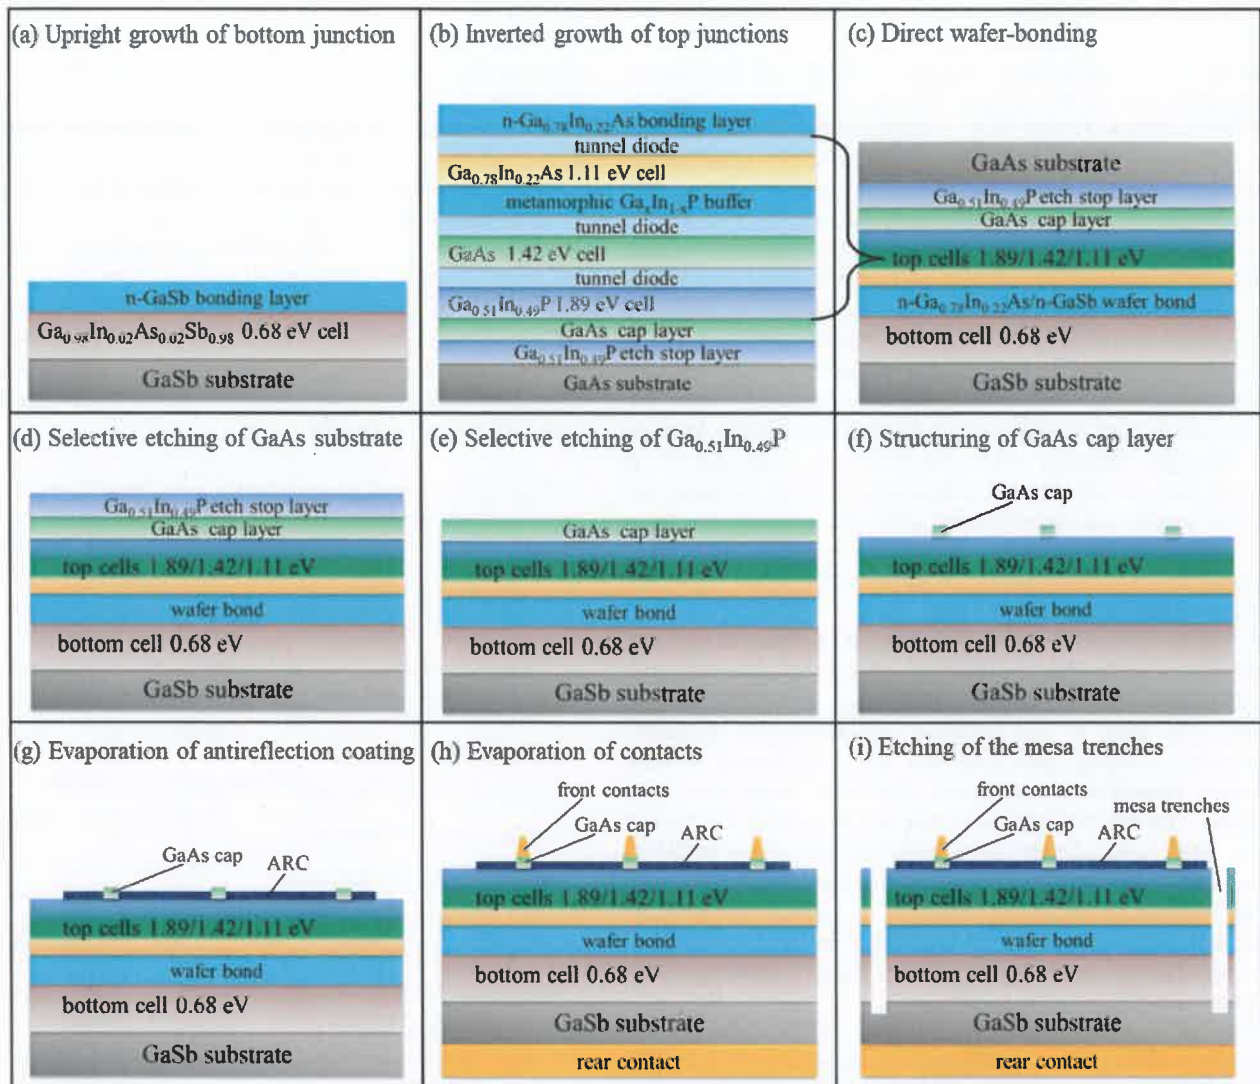 (a) Upright growth of bottom junction
n-GaSb bonding layer
Ga0.98In0.02As0.02Sb0.98 0.68 eV cell
GaSb substrate
(b) Inverted growth of top junctions
n-Ga0.78In0.22As bonding layer
tunnel diode
Ga0.78In0.22As 1.11 eV cell
metamorphic GaxIn1-xP buffer
tunnel diode
GaAs 1.42 eV cell
tunnel diode
Ga0.51In0.49P 1.89 eV cell
GaAs cap layer
Ga0.51In0.49P etch stop layer
GaAs substrate
(c) Direct wafer-bonding
GaAs substrate
Ga0.51In0.49P Etch stop layer
GaAs cap layer
top cells 1.89/1.42/1.11 eV
n-Ga0.78In0.22As/n-GaSb wafer bond
bottom cell 0.68 eV
GaSb substrate
(d) Selective etching of GaAs substrate
Ga0.51In0.49P etch stop layer
GaAs cap layer
top cells 1.89/1.42/1.11 eV
wafer bond
bottom cell 0.68 eV
GaSb substrate
(e) Selective etching of Ga0.51In0.49P
GaAs cap layer
top cells 1.89/1.42/1.11 eV
wafer bond
bottom cell 0.68 eV
GaSb substrate
(f) Structuring of GaAs cap layer
GaAs cap
top cells 1.89/1.42/1.11 eV
wafer bond
bottom cell 0.68 eV
GaSb substrate
(g) Evaporation of antireflection coating
GaAs cap
ARC
top cells 1.89/1.42/1.11 eV
wafer bond
bottom cell 0.68 eV
GaSb substrate
(h) Evaporation of contacts
front contacts
GaAs cap
ARC
top cells 1.89/1.42/1.11 eV
wafer bond
bottom cell 0.68 eV
GaSb substrate
rear contact
(i) Etching of the mesa trenches
front contacts
mesa trenches
GaAs cap
ARC
top cells 1.89/1.42/1.11 eV
wafer bond
bottom cell 0.68 eV
GaSb substrate
rear contact